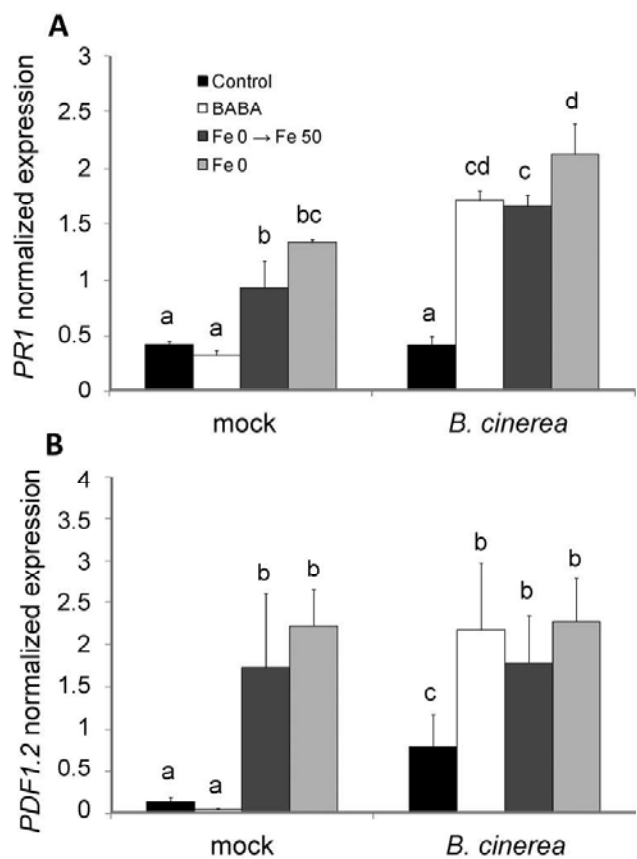 A
PR1 normalized expression
3
2.5
2
1.5
1
0.5
0
Control
BABA
Fe 0 → Fe 50
Fe 0
a
a
b
bc
a
cd
c
d
mock
B. cinerea
B
PDF1.2 normalized expression
4
3.5
3
2.5
2
1.5
1
0.5
0
a
a
b
b
c
b
b
b
mock
B. cinerea